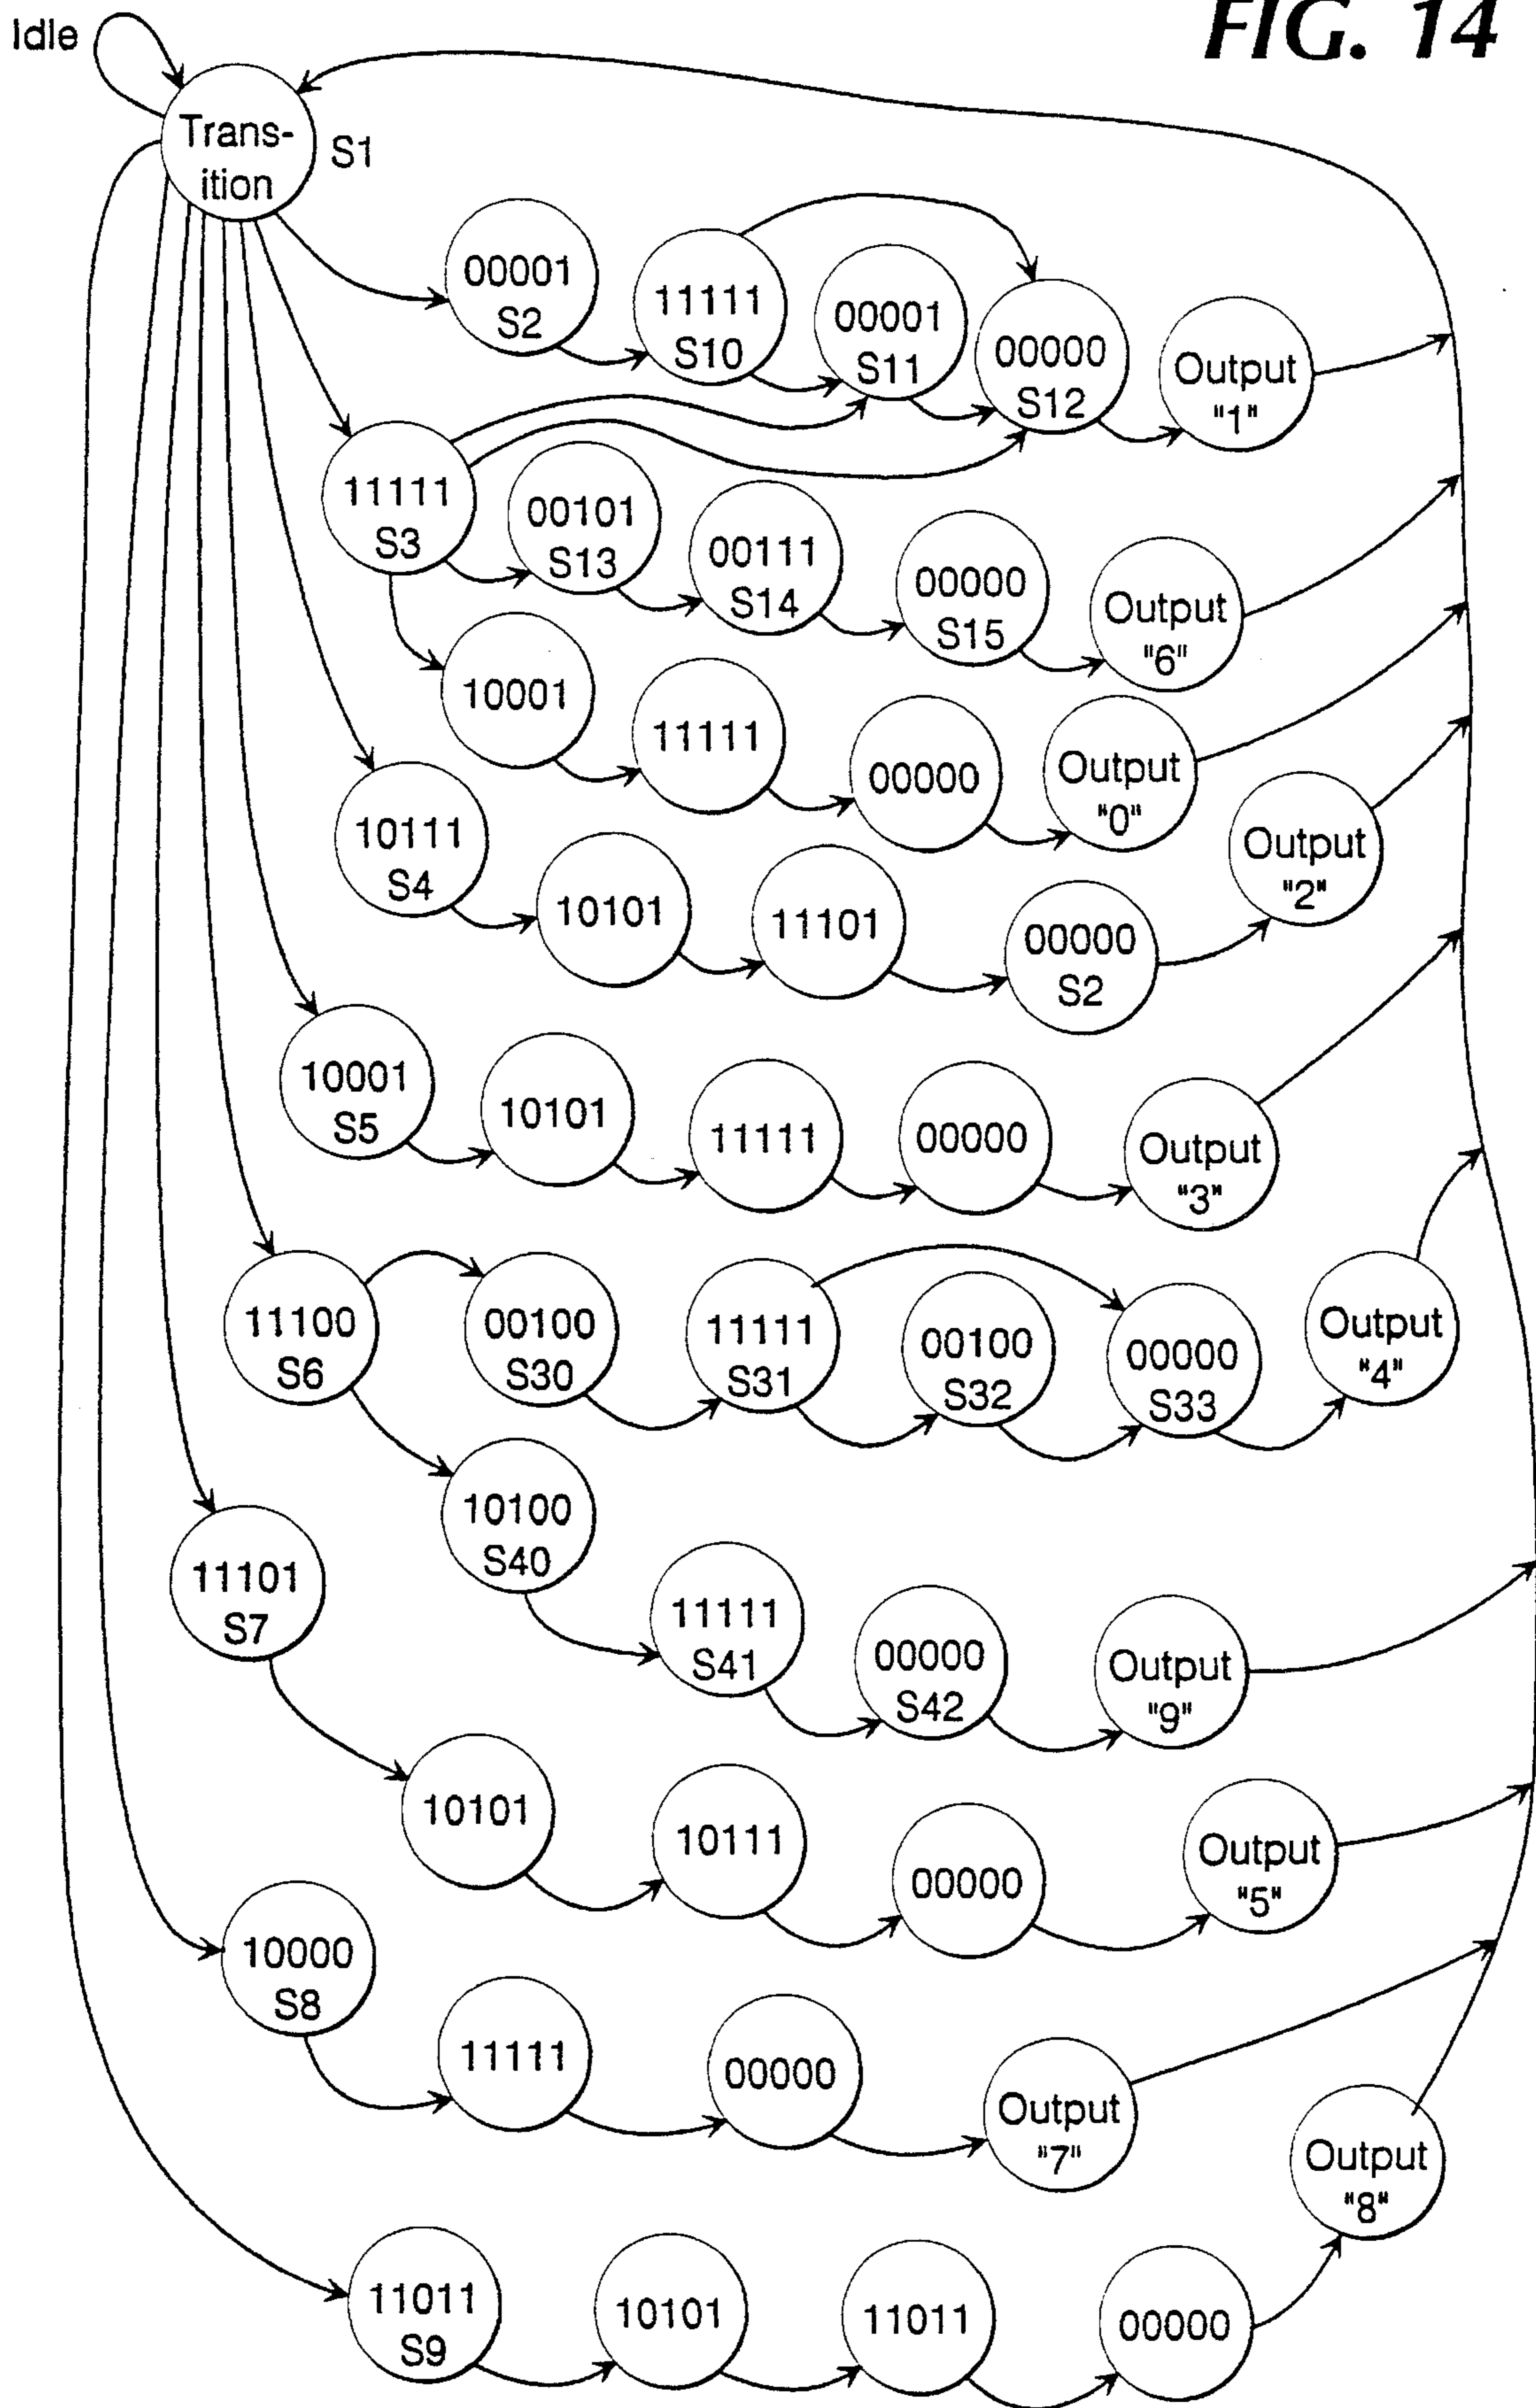 FIG. 14
Idle
Trans-
ition
S1
00001
S2
11111
S10
00001
S11
00000
S12
Output
"1"
11111
S3
00101
S13
00111
S14
00000
S15
Output
"6"
10001
11111
00000
Output
"0"
10111
S4
10101
11101
00000
S2
Output
"2"
10001
S5
10101
11111
00000
Output
"3"
11100
S6
00100
S30
11111
S31
00100
S32
00000
S33
Output
"4"
10100
S40
11111
S41
00000
S42
Output
"9"
11101
S7
10101
10111
00000
Output
"5"
10000
S8
11111
00000
Output
"7"
11011
S9
10101
11011
00000
Output
"8"